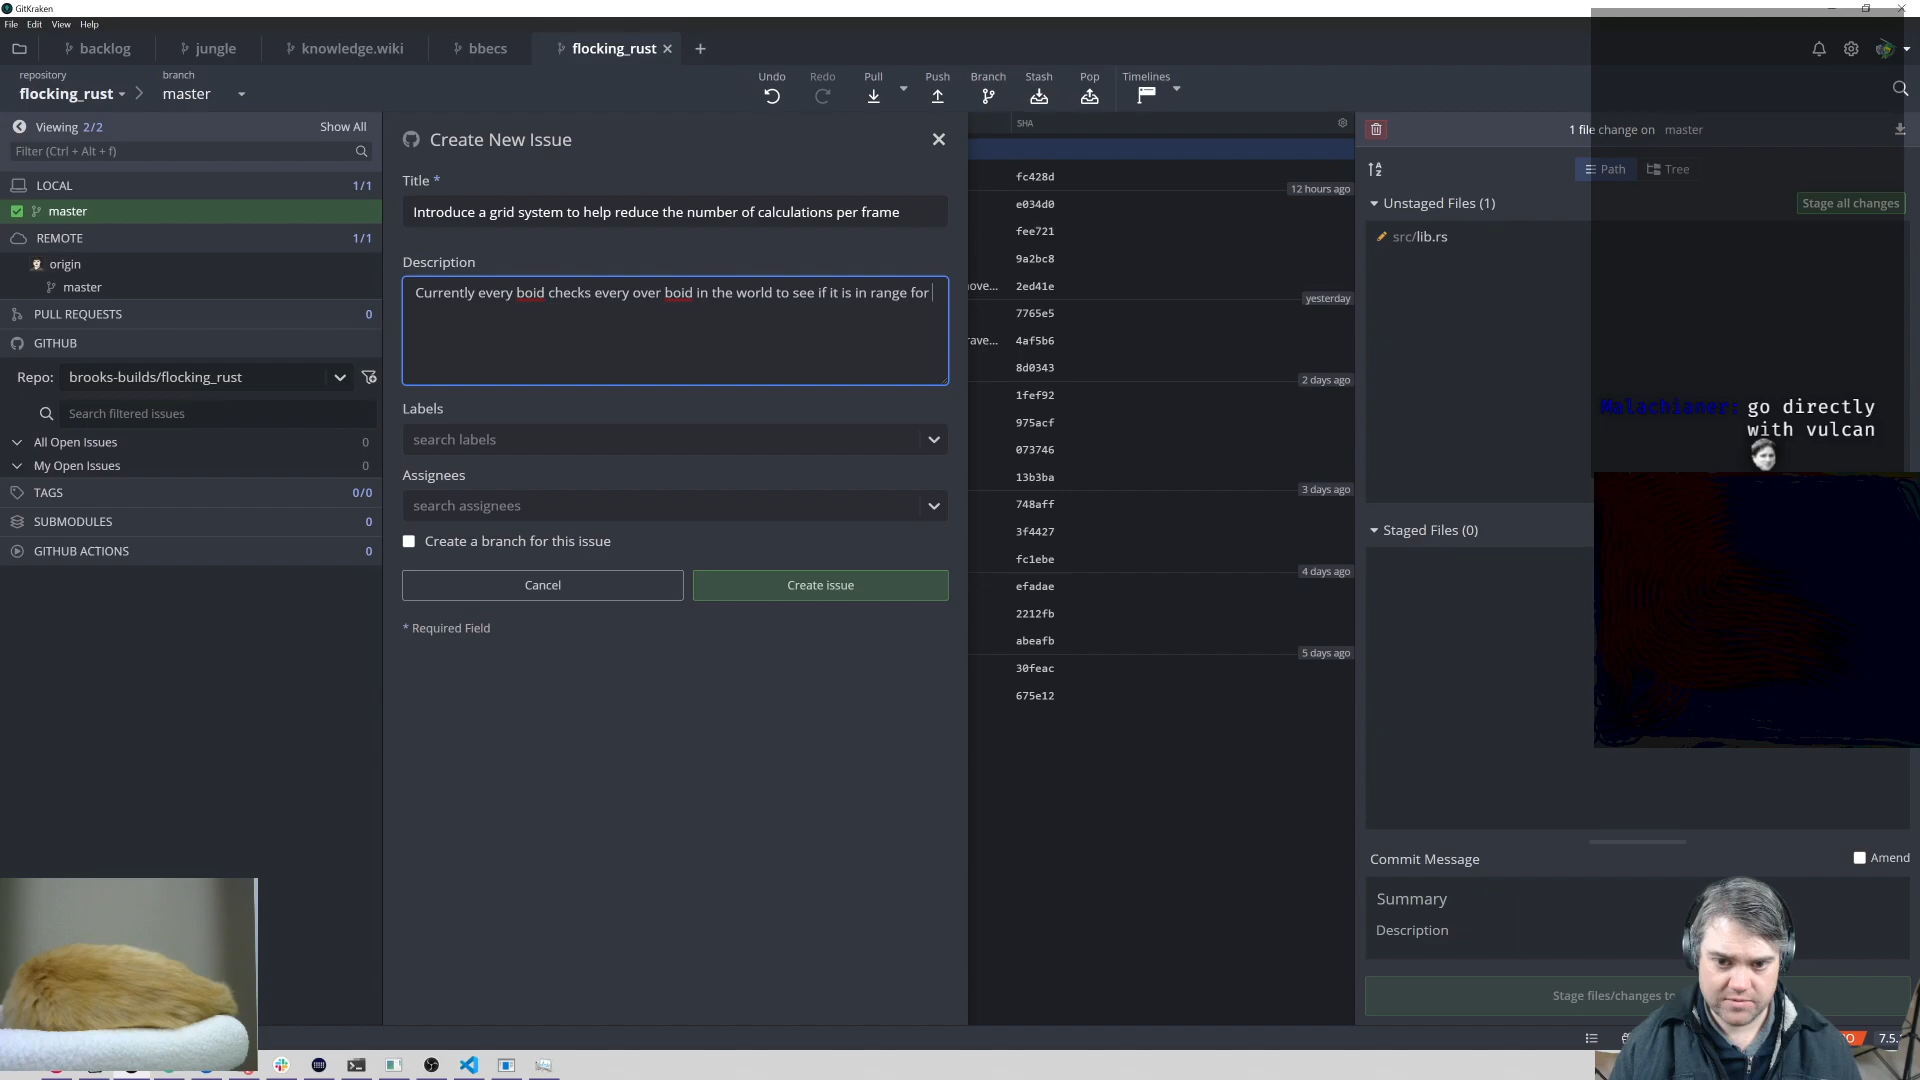 GitKraken
File Edit View Help
backlog
jungle
knowledge.wiki
bbecs
flocking_rust
repository
flocking_rust
branch
master
Undo
Redo
Pull
Push
Branch
Stash
Pop
Timelines
Viewing 2/2
Show All
Filter (Ctrl + Alt + f)
LOCAL 1/1
master
REMOTE 1/1
origin
master
PULL REQUESTS 0
GITHUB
Repo: brooks-builds/flocking_rust
Search filtered issues
All Open Issues 0
My Open Issues 0
TAGS 0/0
SUBMODULES 0
GITHUB ACTIONS 0
Create New Issue
Title *
Introduce a grid system to help reduce the number of calculations per frame
Description
Currently every boid checks every over boid in the world to see if it is in range for
Labels
search labels
Assignees
search assignees
Create a branch for this issue
Cancel
Create issue
* Required Field
SHA
fc428d
12 hours ago
e034d0
fee721
9a2bc8
ove... 2ed41e
yesterday
7765e5
rave... 4af5b6
8d0343
2 days ago
1fef92
975acf
073746
13b3ba
3 days ago
748aff
3f4427
fc1ebe
4 days ago
efadae
2212fb
abeafb
5 days ago
30feac
675e12
1 file change on master
Path
Tree
Unstaged Files (1)
Stage all changes
src/lib.rs
Malachianer: go directly
with vulcan
Staged Files (0)
Commit Message
Amend
Summary
Description
Stage files/changes to
7.5.